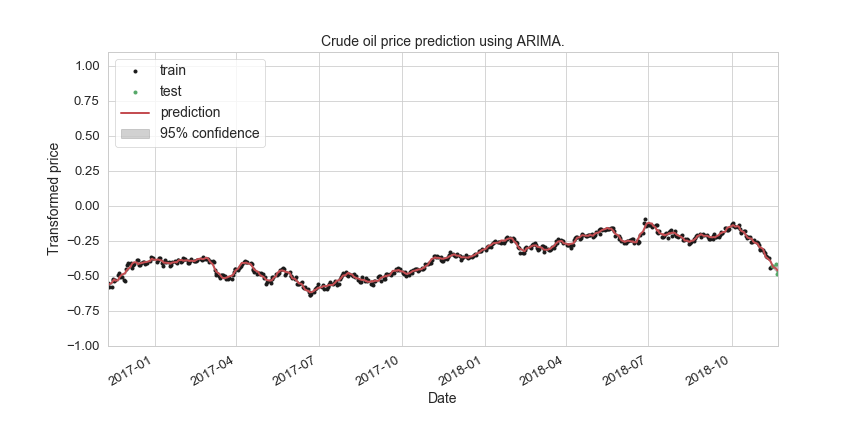 Crude oil price prediction using ARIMA.
1.00
0.75
0.50
0.25
0.00
−0.25
−0.50
−0.75
−1.00
Transformed price
train
test
prediction
95% confidence
2017-01
2017-04
2017-07
2017-10
2018-01
2018-04
2018-07
2018-10
Date